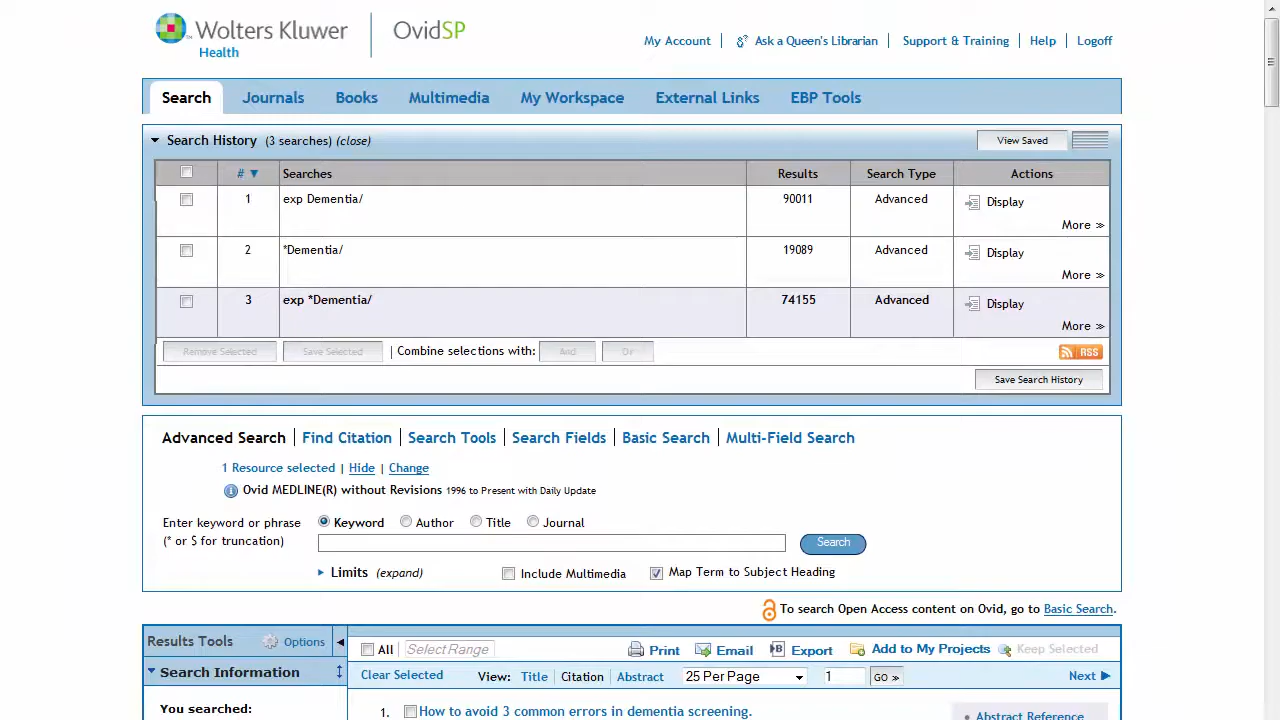 Wolters Kluwer
Health
OvidSP
My Account | Ask a Queen's Librarian | Support & Training | Help | Logoff
Search Journals Books Multimedia My Workspace External Links EBP Tools
Search History (3 searches) (close)
View Saved
# ▼ Searches Results Search Type Actions
1 exp Dementia/ 90011 Advanced Display
More »
2 *Dementia/ 19089 Advanced Display
More »
3 exp *Dementia/ 74155 Advanced Display
More »
Remove Selected Save Selected | Combine selections with: And Or
RSS
Save Search History
Advanced Search | Find Citation | Search Tools | Search Fields | Basic Search | Multi-Field Search
1 Resource selected | Hide | Change
Ovid MEDLINE(R) without Revisions 1996 to Present with Daily Update
Enter keyword or phrase
(* or $ for truncation)
Keyword Author Title Journal
Search
Limits (expand) Include Multimedia Map Term to Subject Heading
To search Open Access content on Ovid, go to Basic Search.
Results Tools Options
All | Select Range Print Email Export Add to My Projects Keep Selected
Search Information
Clear Selected View: Title | Citation | Abstract 25 Per Page 1 GO » Next
You searched:
1. How to avoid 3 common errors in dementia screening.
• Abstract Reference